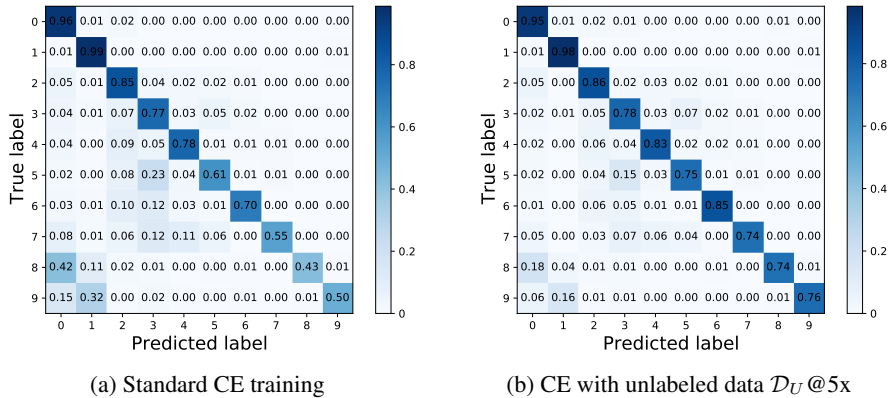 0 0.96 0.01 0.02 0.00 0.00 0.00 0.00 0.00 0.01 0.00
1 0.01 0.99 0.00 0.00 0.00 0.00 0.00 0.00 0.00 0.01
2 0.05 0.01 0.85 0.04 0.02 0.02 0.01 0.00 0.00 0.00
3 0.04 0.01 0.07 0.77 0.03 0.05 0.02 0.00 0.00 0.00
4 0.04 0.00 0.09 0.05 0.78 0.01 0.01 0.01 0.00 0.00
5 0.02 0.00 0.08 0.23 0.04 0.61 0.01 0.01 0.00 0.00
6 0.03 0.01 0.10 0.12 0.03 0.01 0.70 0.00 0.00 0.00
7 0.08 0.01 0.06 0.12 0.11 0.06 0.00 0.55 0.00 0.00
8 0.42 0.11 0.02 0.01 0.00 0.00 0.00 0.00 0.43 0.01
9 0.15 0.32 0.00 0.02 0.00 0.00 0.00 0.01 0.01 0.50
0 1 2 3 4 5 6 7 8 9
True label
Predicted label
0.8
0.6
0.4
0.2
0
(a) Standard CE training
0 0.95 0.01 0.02 0.00 0.00 0.00 0.00 0.00 0.01 0.00
1 0.01 0.98 0.00 0.00 0.00 0.00 0.00 0.00 0.00 0.01
2 0.05 0.01 0.86 0.02 0.03 0.02 0.01 0.00 0.00 0.00
3 0.02 0.01 0.05 0.78 0.03 0.07 0.02 0.01 0.00 0.00
4 0.02 0.00 0.06 0.04 0.83 0.02 0.02 0.01 0.00 0.00
5 0.02 0.00 0.03 0.15 0.03 0.75 0.01 0.01 0.00 0.00
6 0.01 0.00 0.06 0.05 0.01 0.01 0.85 0.00 0.00 0.00
7 0.05 0.00 0.03 0.07 0.06 0.04 0.00 0.74 0.00 0.00
8 0.18 0.04 0.01 0.01 0.00 0.00 0.01 0.00 0.74 0.01
9 0.06 0.16 0.01 0.01 0.00 0.00 0.00 0.00 0.01 0.76
0 1 2 3 4 5 6 7 8 9
True label
Predicted label
0.8
0.6
0.4
0.2
0
(b) CE with unlabeled data 𝒟_U@5x